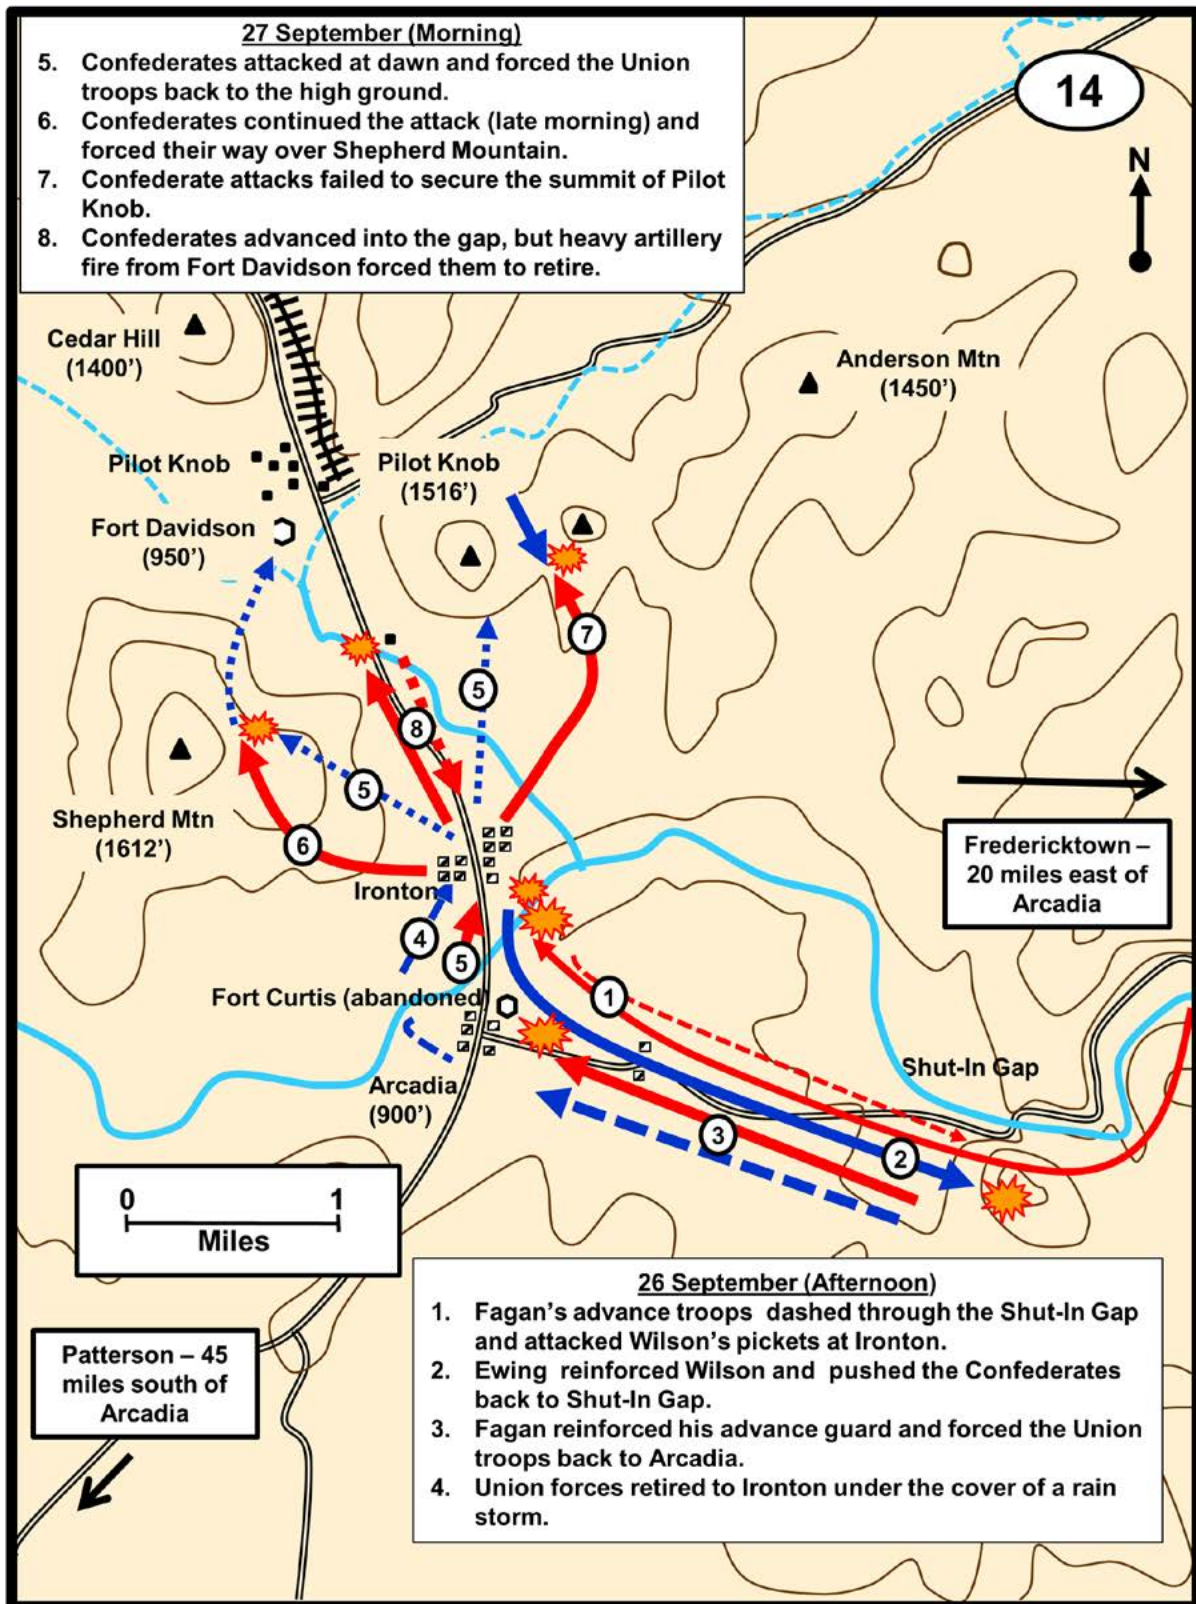 27 September (Morning)
5. Confederates attacked at dawn and forced the Union
troops back to the high ground.
6. Confederates continued the attack (late morning) and
forced their way over Shepherd Mountain.
7. Confederate attacks failed to secure the summit of Pilot
Knob.
8. Confederates advanced into the gap, but heavy artillery
fire from Fort Davidson forced them to retire.
14
N
Cedar Hill
(1400’)
Anderson Mtn
(1450’)
Pilot Knob
Pilot Knob
(1516’)
Fort Davidson
(950’)
7
5
8
5
Shepherd Mtn
(1612’)
6
Fredericktown –
20 miles east of
Arcadia
Ironton
4
5
Fort Curtis (abandoned)
1
Shut-In Gap
Arcadia
(900’)
3
2
0 1
Miles
Patterson – 45
miles south of
Arcadia
26 September (Afternoon)
1. Fagan’s advance troops dashed through the Shut-In Gap
and attacked Wilson’s pickets at Ironton.
2. Ewing reinforced Wilson and pushed the Confederates
back to Shut-In Gap.
3. Fagan reinforced his advance guard and forced the Union
troops back to Arcadia.
4. Union forces retired to Ironton under the cover of a rain
storm.